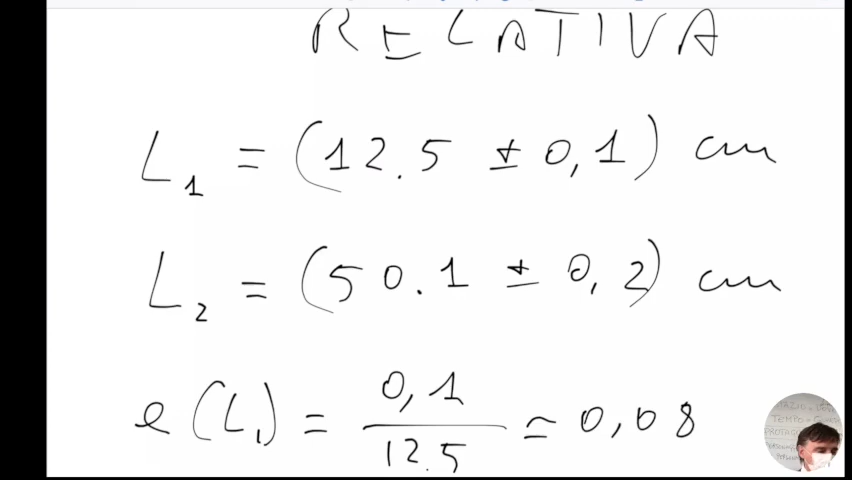 RELATIVA
L₁ = (12.5 ± 0,1) cm
L₂ = (50.1 ± 0,2) cm
e(L₁) = 0,1 / 12.5 ≃ 0,08